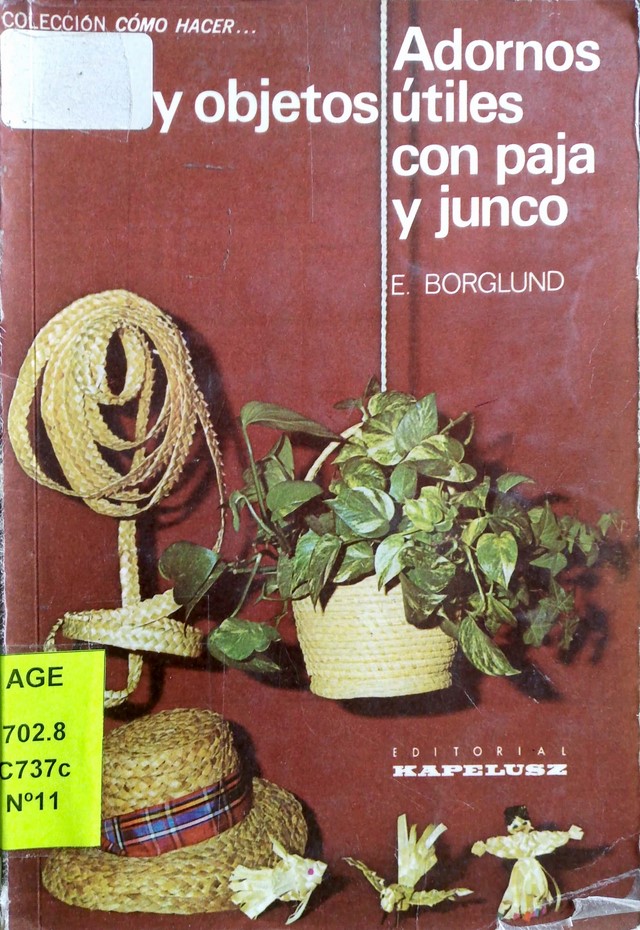 COLECCIÓN CÓMO HACER...
Adornos
y objetos útiles
con paja
y junco
E. BORGLUND
AGE
702.8
C737c
Nº11
EDITORIAL
KAPELUSZ